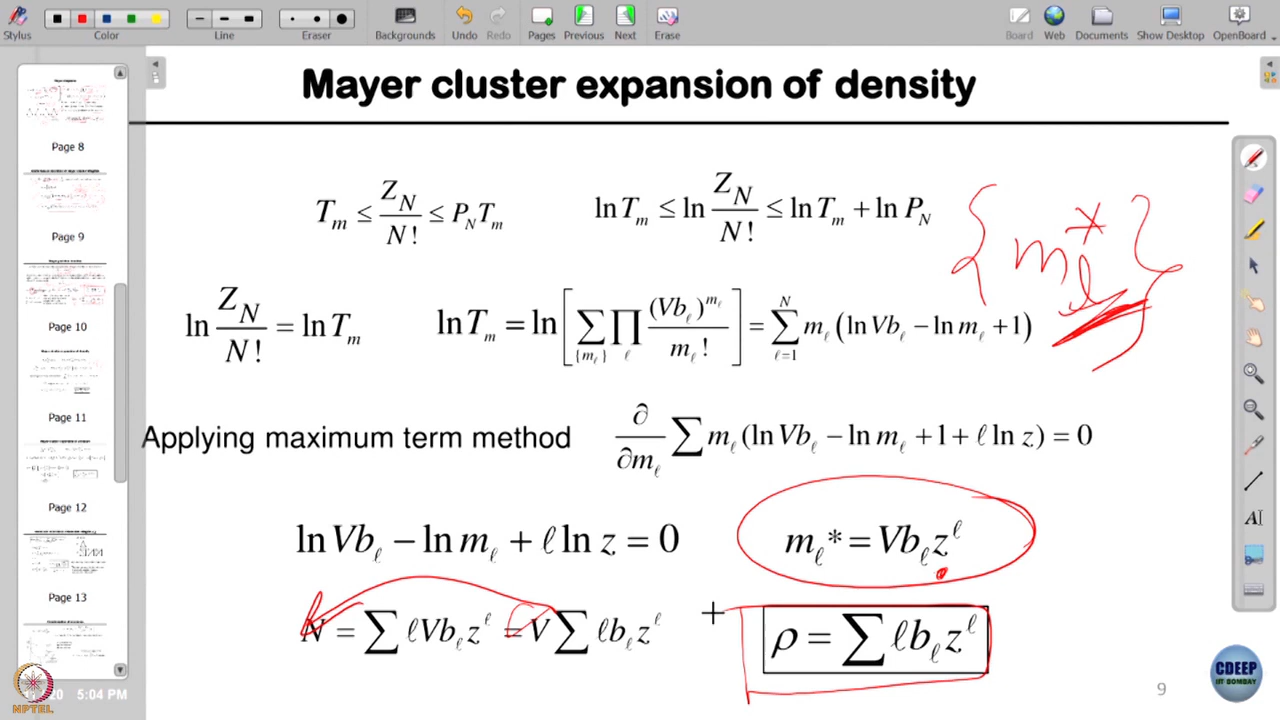 Stylus Color Line Eraser Backgrounds Undo Redo Pages Previous Next Erase Board Web Documents Show Desktop OpenBoard
Mayer cluster expansion of density
Page 8
Page 9
Page 10
Page 11
Page 12
Page 13
T_m ≤ Z_N / N! ≤ P_N T_m    ln T_m ≤ ln Z_N / N! ≤ ln T_m + ln P_N
{ m_ℓ^* }
ln Z_N / N! = ln T_m    ln T_m = ln [ ∑_{m_ℓ} ∏_ℓ (Vb_ℓ)^{m_ℓ} / m_ℓ! ] = ∑_{ℓ=1}^{N} m_ℓ (ln Vb_ℓ − ln m_ℓ + 1)
Applying maximum term method    ∂/∂m_ℓ ∑ m_ℓ (ln Vb_ℓ − ln m_ℓ + 1 + ℓ ln z) = 0
ln Vb_ℓ − ln m_ℓ + ℓ ln z = 0    m_ℓ* = Vb_ℓ z^ℓ
N = ∑ ℓVb_ℓ z^ℓ = V ∑ ℓb_ℓ z^ℓ    ρ = ∑ ℓb_ℓ z^ℓ
5:04 PM
NPTEL
9
CDEEP
IIT BOMBAY